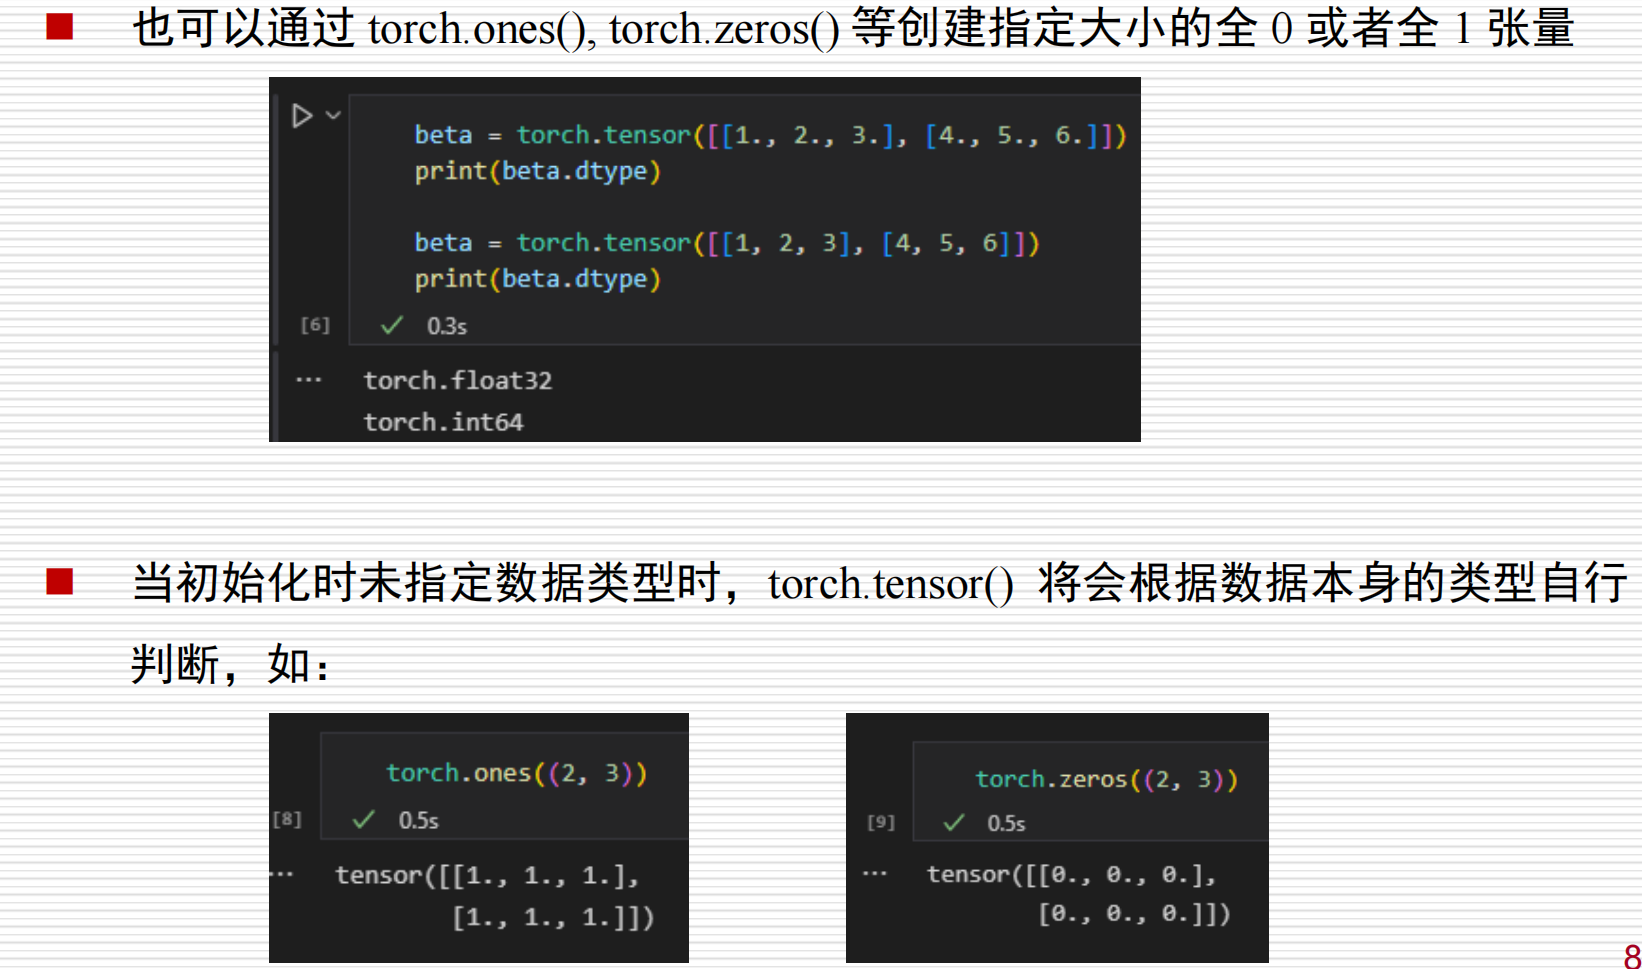 也可以通过 torch.ones(), torch.zeros() 等创建指定大小的全 0 或者全 1 张量
beta = torch.tensor([[1., 2., 3.], [4., 5., 6.]])
print(beta.dtype)
beta = torch.tensor([[1, 2, 3], [4, 5, 6]])
print(beta.dtype)
[6] ✓ 0.3s
... torch.float32
torch.int64
当初始化时未指定数据类型时，torch.tensor() 将会根据数据本身的类型自行
判断，如：
torch.ones((2, 3))
[8] ✓ 0.5s
... tensor([[1., 1., 1.],
[1., 1., 1.]])
torch.zeros((2, 3))
[9] ✓ 0.5s
... tensor([[0., 0., 0.],
[0., 0., 0.]])
8